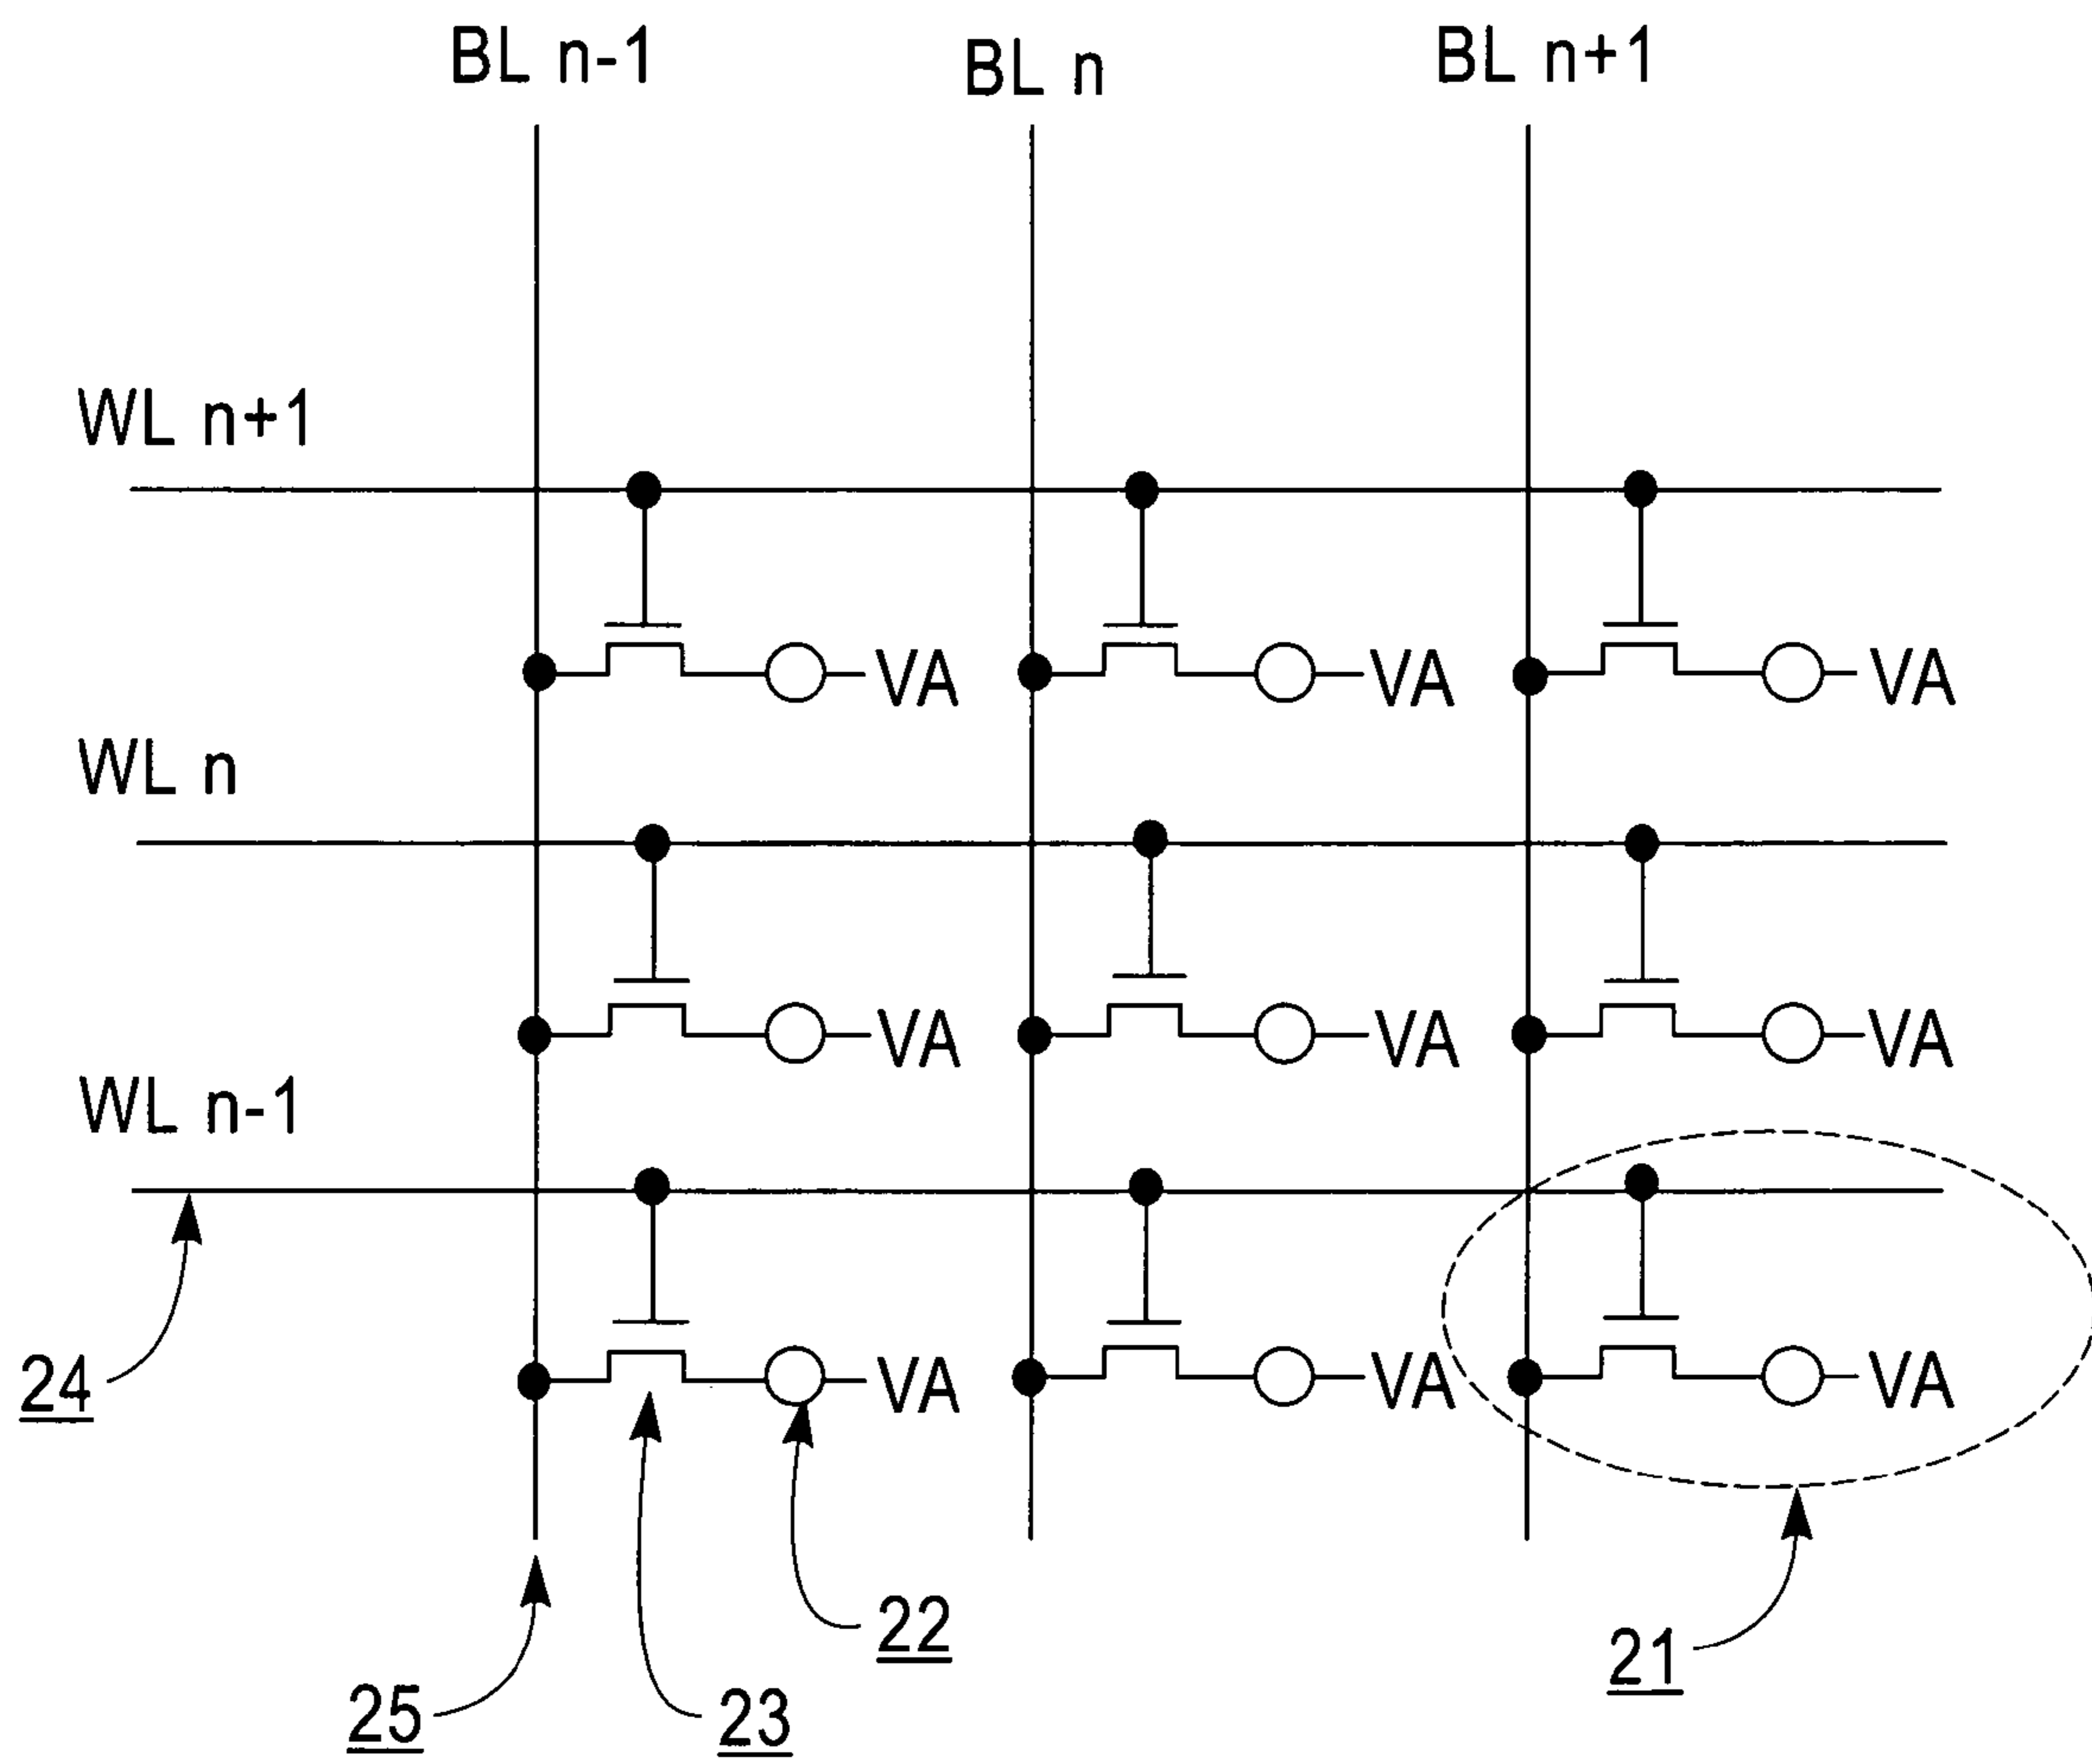 BL n-1
BL n
BL n+1
WL n+1
VA
VA
VA
WL n
VA
VA
VA
WL n-1
VA
VA
VA
24
22
21
25
23